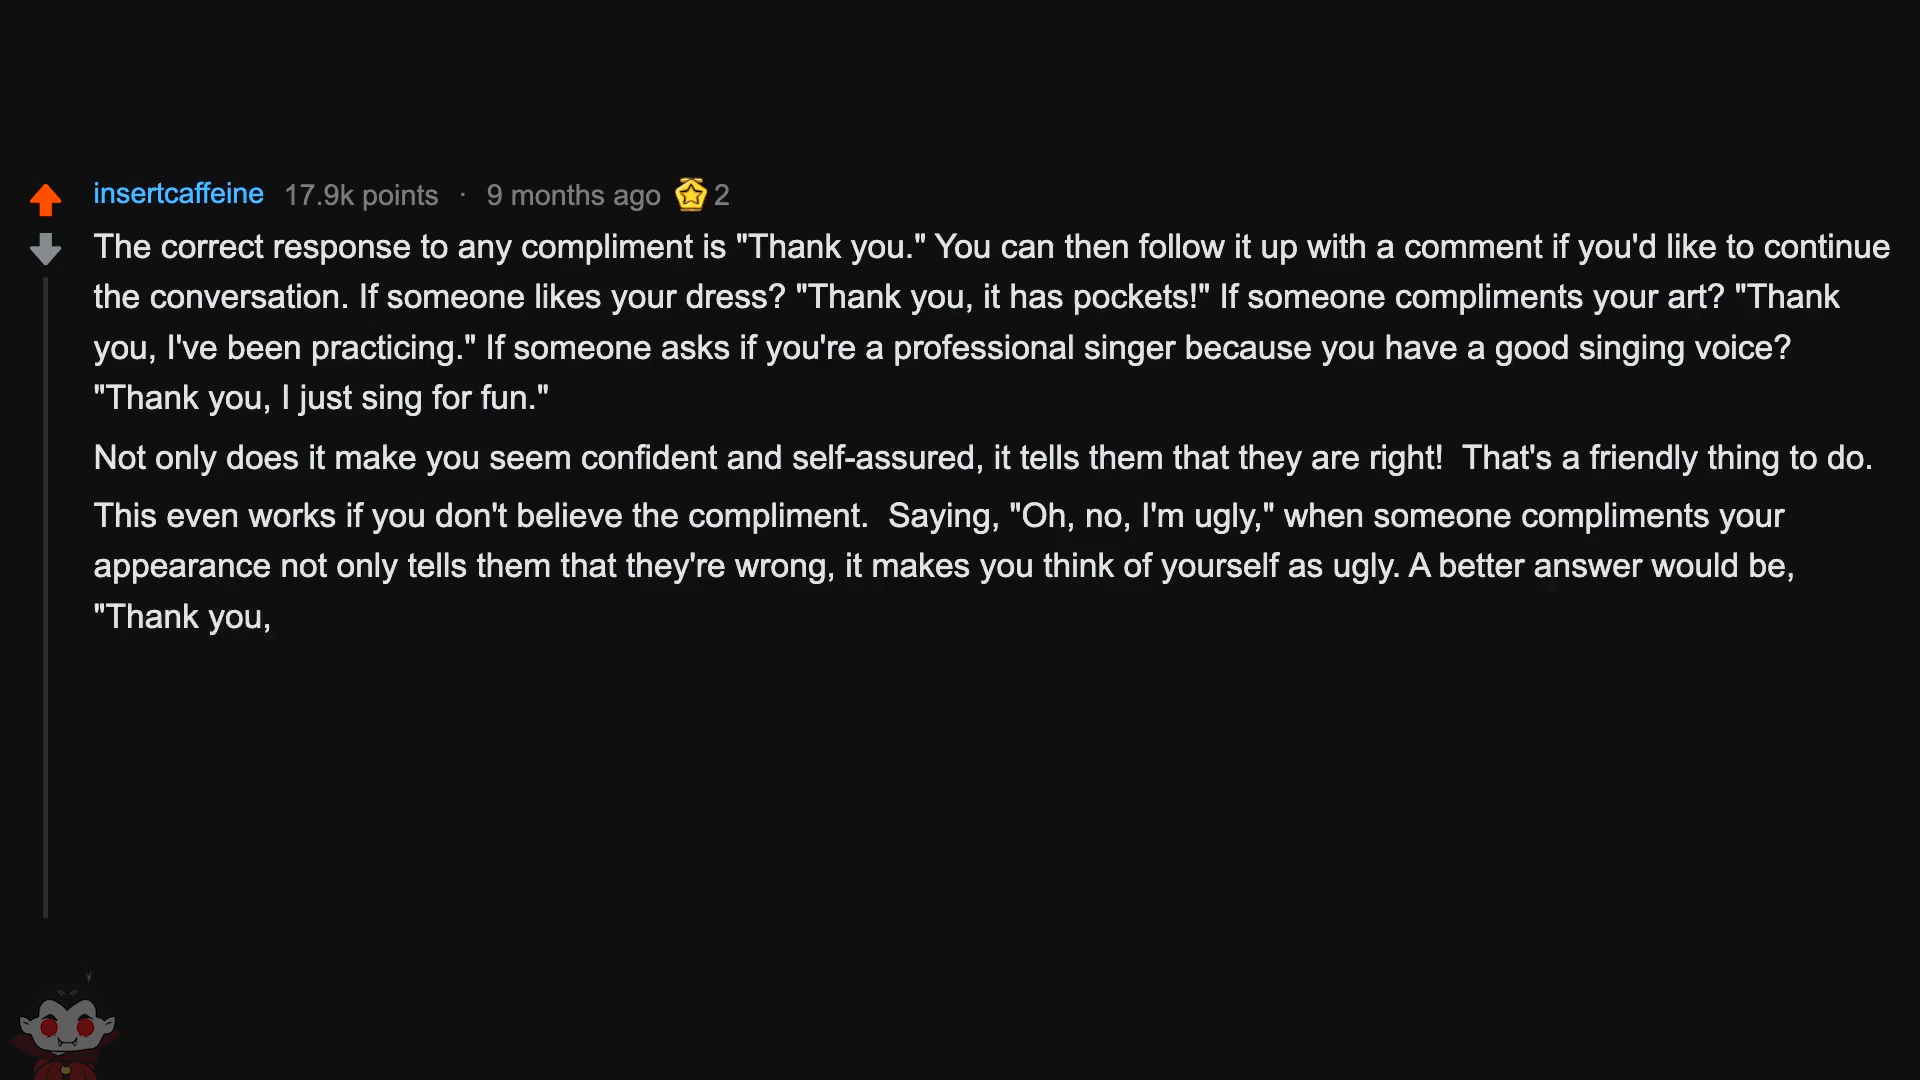 insertcaffeine 17.9k points · 9 months ago 2
The correct response to any compliment is "Thank you." You can then follow it up with a comment if you'd like to continue
the conversation. If someone likes your dress? "Thank you, it has pockets!" If someone compliments your art? "Thank
you, I've been practicing." If someone asks if you're a professional singer because you have a good singing voice?
"Thank you, I just sing for fun."
Not only does it make you seem confident and self-assured, it tells them that they are right!  That's a friendly thing to do.
This even works if you don't believe the compliment.  Saying, "Oh, no, I'm ugly," when someone compliments your
appearance not only tells them that they're wrong, it makes you think of yourself as ugly. A better answer would be,
"Thank you,